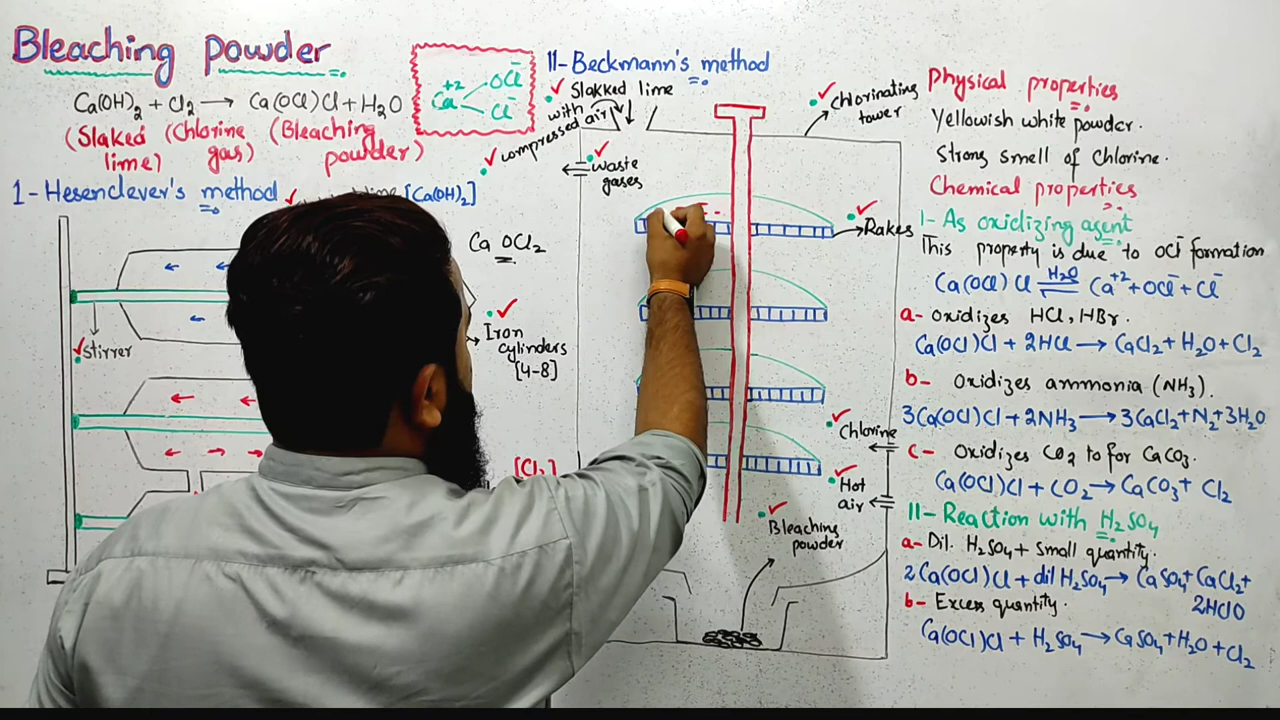 Bleaching powder
Ca(OH)2 + Cl2 → Ca(OCl)Cl + H2O
(Slaked lime) (Chlorine gas) (Bleaching powder)
+2
Ca
OCl̄
Cl̄
I- Hesenclever's method
[Ca(OH)2]
Ca OCl2
stirrer
Iron
cylinders
[4-8]
[Cl2]
II- Beckmann's method
Slakked lime
with
compressed air
waste
gases
chlorinating
tower
Rakes
Chlorine
Hot
air
Bleaching
powder
Physical properties
Yellowish white powder.
Strong smell of chlorine.
Chemical properties
I- As oxidizing agent
This property is due to OCl̄ formation
Ca(OCl)Cl ⇌ Ca+2 + OCl̄ + Cl̄
H2O
a- Oxidizes HCl, HBr.
Ca(OCl)Cl + 2HCl → CaCl2 + H2O + Cl2
b- Oxidizes ammonia (NH3).
3Ca(OCl)Cl + 2NH3 → 3CaCl2 + N2 + 3H2O
c- Oxidizes CO2 to for CaCO3.
Ca(OCl)Cl + CO2 → CaCO3 + Cl2
II- Reaction with H2SO4
a- Dil. H2SO4 + small quantity.
2Ca(OCl)Cl + dil H2SO4 → CaSO4 + CaCl2 +
2HClO
b- Excess quantity.
Ca(OCl)Cl + H2SO4 → CaSO4 + H2O + Cl2